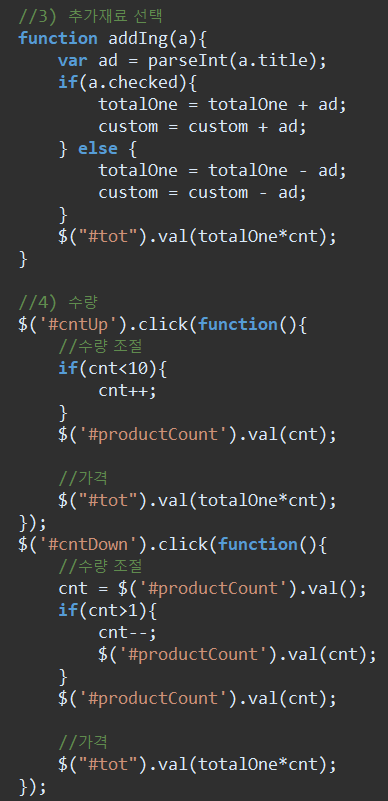 //3) 추가재료 선택
function addIng(a){
    var ad = parseInt(a.title);
    if(a.checked){
        totalOne = totalOne + ad;
        custom = custom + ad;
    } else {
        totalOne = totalOne - ad;
        custom = custom - ad;
    }
    $("#tot").val(totalOne*cnt);
}

//4) 수량
$('#cntUp').click(function(){
    //수량 조절
    if(cnt<10){
        cnt++;
    }
    $('#productCount').val(cnt);

    //가격
    $("#tot").val(totalOne*cnt);
});
$('#cntDown').click(function(){
    //수량 조절
    cnt = $('#productCount').val();
    if(cnt>1){
        cnt--;
        $('#productCount').val(cnt);
    }
    $('#productCount').val(cnt);

    //가격
    $("#tot").val(totalOne*cnt);
});